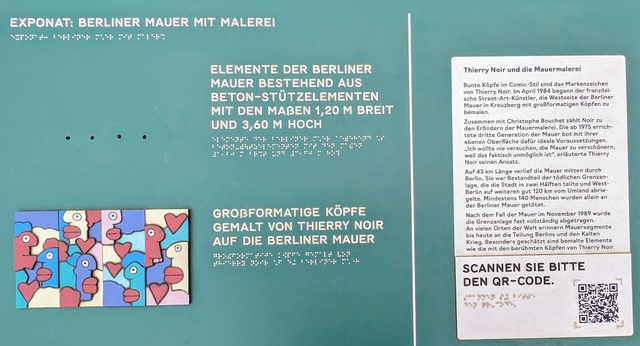 EXPONAT: BERLINER MAUER MIT MALEREI
ELEMENTE DER BERLINER
MAUER BESTEHEND AUS
BETON-STÜTZELEMENTEN
MIT DEN MAẞEN 1,20 M BREIT
UND 3,60 M HOCH
GROẞFORMATIGE KÖPFE
GEMALT VON THIERRY NOIR
AUF DIE BERLINER MAUER
Thierry Noir und die Mauermalerei
Bunte Köpfe im Comic-Stil sind das Markenzeichen
von Thierry Noir. Im April 1984 begann der französi-
sche Street-Art-Künstler, die Westseite der Berliner
Mauer in Kreuzberg mit großformatigen Köpfen zu
bemalen.
Zusammen mit Christophe Bouchet zählt Noir zu
den Erfindern der Mauermalerei. Die ab 1975 errich-
tete dritte Generation der Mauer bot mit ihrer
ebenen Oberfläche dafür ideale Voraussetzungen.
„Ich wollte nie versuchen, die Mauer zu verschönern,
weil das faktisch unmöglich ist", erläuterte Thierry
Noir seinen Ansatz.
Auf 43 km Länge verlief die Mauer mitten durch
Berlin. Sie war Bestandteil der tödlichen Grenzan-
lage, die die Stadt in zwei Hälften teilte und West-
Berlin auf weiteren gut 120 km vom Umland abrie-
gelte. Mindestens 140 Menschen wurden allein an
der Berliner Mauer getötet.
Nach dem Fall der Mauer im November 1989 wurde
die Grenzanlage fast vollständig abgetragen.
An vielen Orten der Welt erinnern Mauersegmente
bis heute an die Teilung Berlins und den Kalten
Krieg. Besonders geschätzt sind bemalte Elemente
wie die mit den berühmten Köpfen von Thierry Noir.
SCANNEN SIE BITTE
DEN QR-CODE.